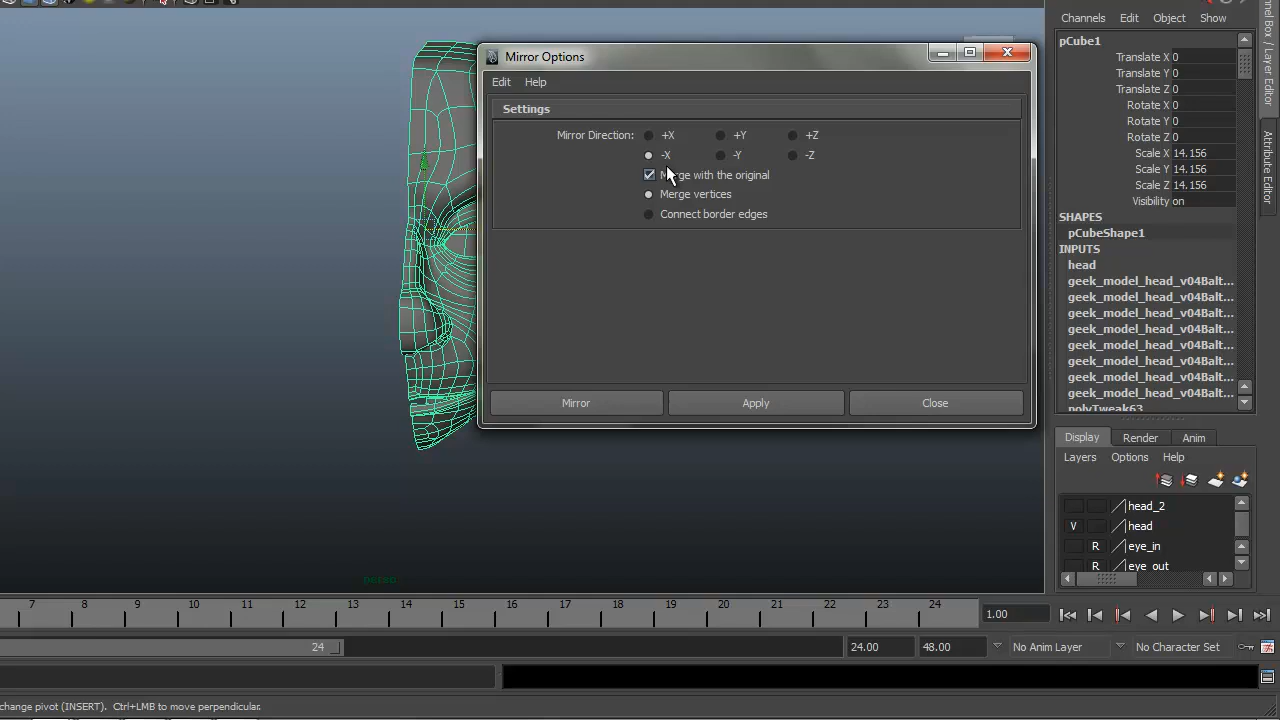 Channels Edit Object Show
pCube1
Translate X 0
Translate Y 0
Translate Z 0
Rotate X 0
Rotate Y 0
Rotate Z 0
Scale X 14.156
Scale Y 14.156
Scale Z 14.156
Visibility on
SHAPES
pCubeShape1
INPUTS
head
geek_model_head_v04Balt...
geek_model_head_v04Balt...
geek_model_head_v04Balt...
geek_model_head_v04Balt...
geek_model_head_v04Balt...
geek_model_head_v04Balt...
geek_model_head_v04Balt...
geek_model_head_v04Balt...
polyTweak63
Channel Box / Layer Editor
Attribute Editor
Mirror Options
Edit Help
Settings
Mirror Direction: +X +Y +Z
-X -Y -Z
Merge with the original
Merge vertices
Connect border edges
Mirror Apply Close
Display Render Anim
Layers Options Help
head_2
V head
R eye_in
R eye_out
persp
7 8 9 10 11 12 13 14 15 16 17 18 19 20 21 22 23 24 1.00
24 24.00 48.00 No Anim Layer No Character Set
change pivot (INSERT). Ctrl+LMB to move perpendicular.